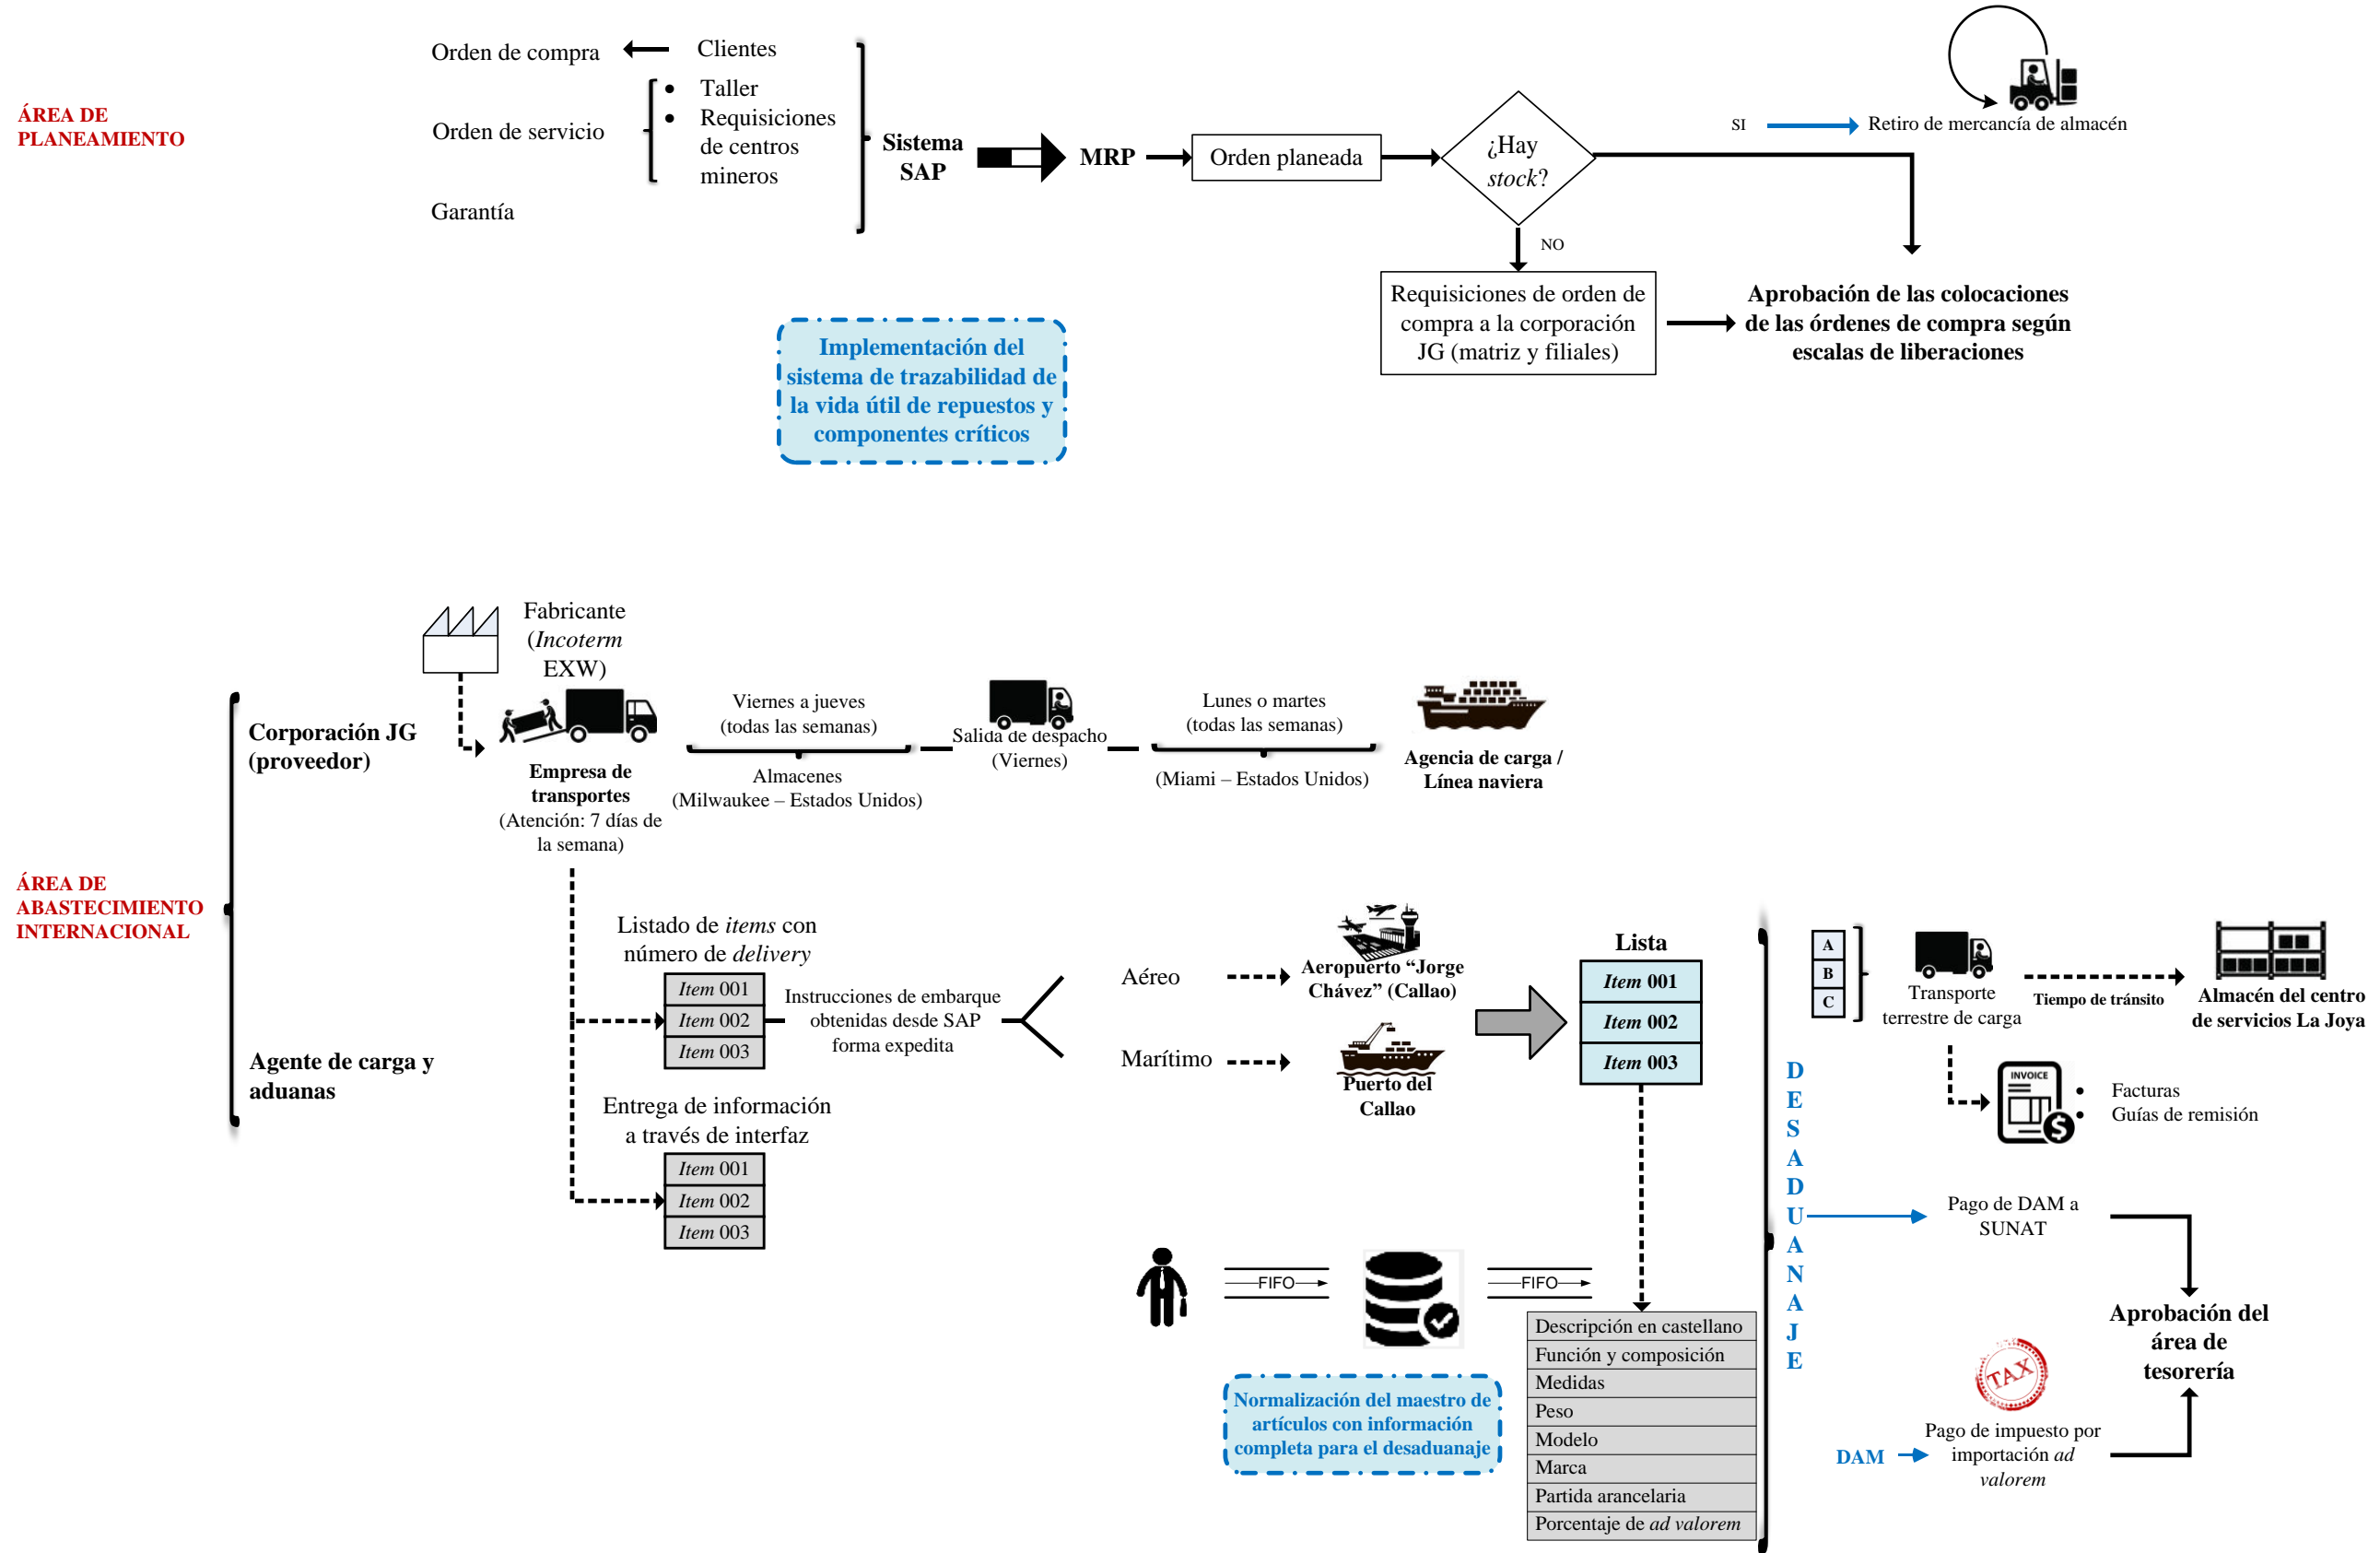 ÁREA DE
PLANEAMIENTO
Orden de compra
Clientes
Orden de servicio
• Taller
• Requisiciones
de centros
mineros
Garantía
Sistema
SAP
MRP
Orden planeada
¿Hay
stock?
SI
Retiro de mercancía de almacén
NO
Requisiciones de orden de
compra a la corporación
JG (matriz y filiales)
Aprobación de las colocaciones
de las órdenes de compra según
escalas de liberaciones
Implementación del
sistema de trazabilidad de
la vida útil de repuestos y
componentes críticos
ÁREA DE
ABASTECIMIENTO
INTERNACIONAL
Corporación JG
(proveedor)
Fabricante
(Incoterm
EXW)
Empresa de
transportes
(Atención: 7 días de
la semana)
Viernes a jueves
(todas las semanas)
Almacenes
(Milwaukee – Estados Unidos)
Salida de despacho
(Viernes)
Lunes o martes
(todas las semanas)
(Miami – Estados Unidos)
Agencia de carga /
Línea naviera
Agente de carga y
aduanas
Listado de items con
número de delivery
Item 001
Item 002
Item 003
Instrucciones de embarque
obtenidas desde SAP
forma expedita
Entrega de información
a través de interfaz
Item 001
Item 002
Item 003
Aéreo
Aeropuerto “Jorge
Chávez” (Callao)
Marítimo
Puerto del
Callao
Lista
Item 001
Item 002
Item 003
FIFO
FIFO
Normalización del maestro de
artículos con información
completa para el desaduanaje
Descripción en castellano
Función y composición
Medidas
Peso
Modelo
Marca
Partida arancelaria
Porcentaje de ad valorem
D
E
S
A
D
U
A
N
A
J
E
A
B
C
Transporte
terrestre de carga
Tiempo de tránsito
Almacén del centro
de servicios La Joya
INVOICE
$
• Facturas
• Guías de remisión
Pago de DAM a
SUNAT
Aprobación del
área de
tesorería
TAX
DAM
Pago de impuesto por
importación ad
valorem